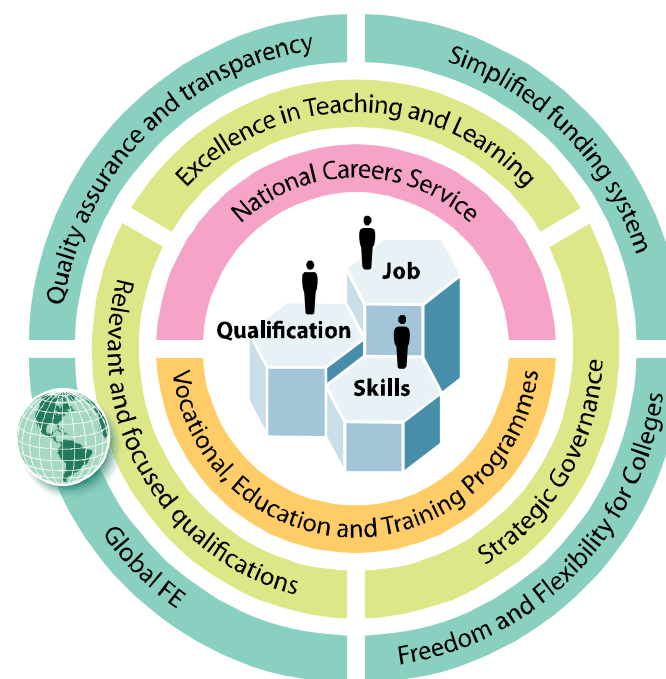 Quality assurance and transparency
Simplified funding system
Excellence in Teaching and Learning
National Careers Service
Job
Qualification
Skills
Relevant and focused qualifications
Vocational, Education and Training Programmes
Strategic Governance
Global FE
Freedom and Flexibility for Colleges